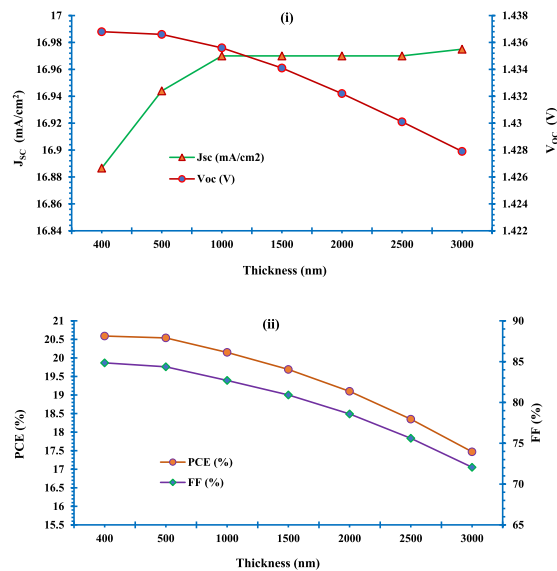 (i)
17
16.98
16.96
16.94
16.92
16.9
16.88
16.86
16.84
J_SC (mA/cm²)
1.438
1.436
1.434
1.432
1.43
1.428
1.426
1.424
1.422
V_OC (V)
Jsc (mA/cm2)
Voc (V)
400 500 1000 1500 2000 2500 3000
Thickness (nm)
(ii)
21
20.5
20
19.5
19
18.5
18
17.5
17
16.5
16
15.5
PCE (%)
90
85
80
75
70
65
FF (%)
PCE (%)
FF (%)
400 500 1000 1500 2000 2500 3000
Thickness (nm)